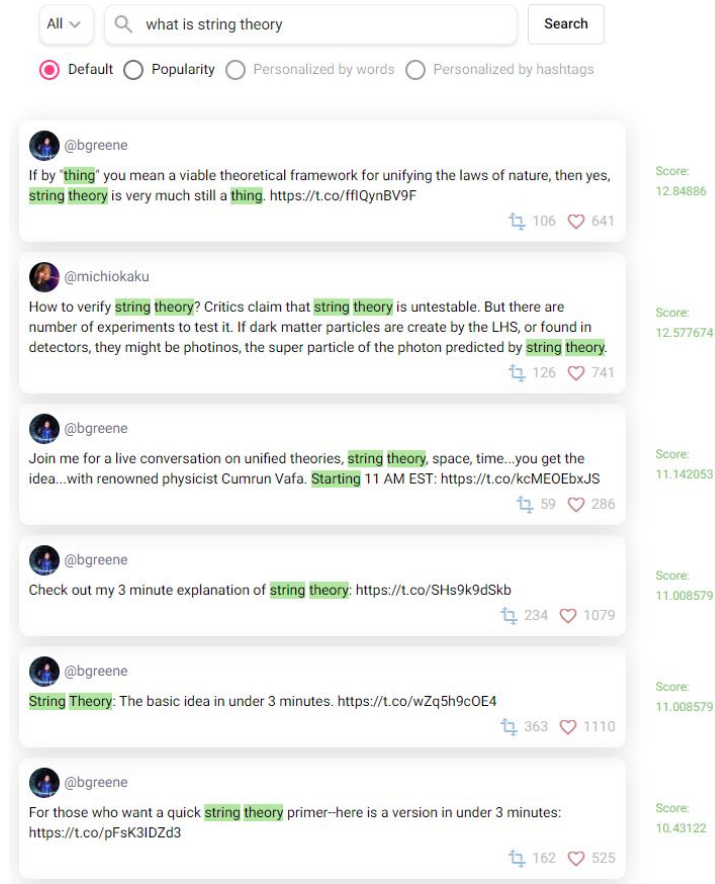 All
what is string theory
Search
Default
Popularity
Personalized by words
Personalized by hashtags
@bgreene
If by "thing" you mean a viable theoretical framework for unifying the laws of nature, then yes,
string theory is very much still a thing. https://t.co/fflQynBV9F
106 641
Score:
12.84886
@michiokaku
How to verify string theory? Critics claim that string theory is untestable. But there are
number of experiments to test it. If dark matter particles are create by the LHS, or found in
detectors, they might be photinos, the super particle of the photon predicted by string theory.
126 741
Score:
12.577674
@bgreene
Join me for a live conversation on unified theories, string theory, space, time...you get the
idea...with renowned physicist Cumrun Vafa. Starting 11 AM EST: https://t.co/kcMEOEbxJS
59 286
Score:
11.142053
@bgreene
Check out my 3 minute explanation of string theory: https://t.co/SHs9k9dSkb
234 1079
Score:
11.008579
@bgreene
String Theory: The basic idea in under 3 minutes. https://t.co/wZq5h9cOE4
363 1110
Score:
11.008579
@bgreene
For those who want a quick string theory primer--here is a version in under 3 minutes:
https://t.co/pFsK3IDZd3
162 525
Score:
10.43122